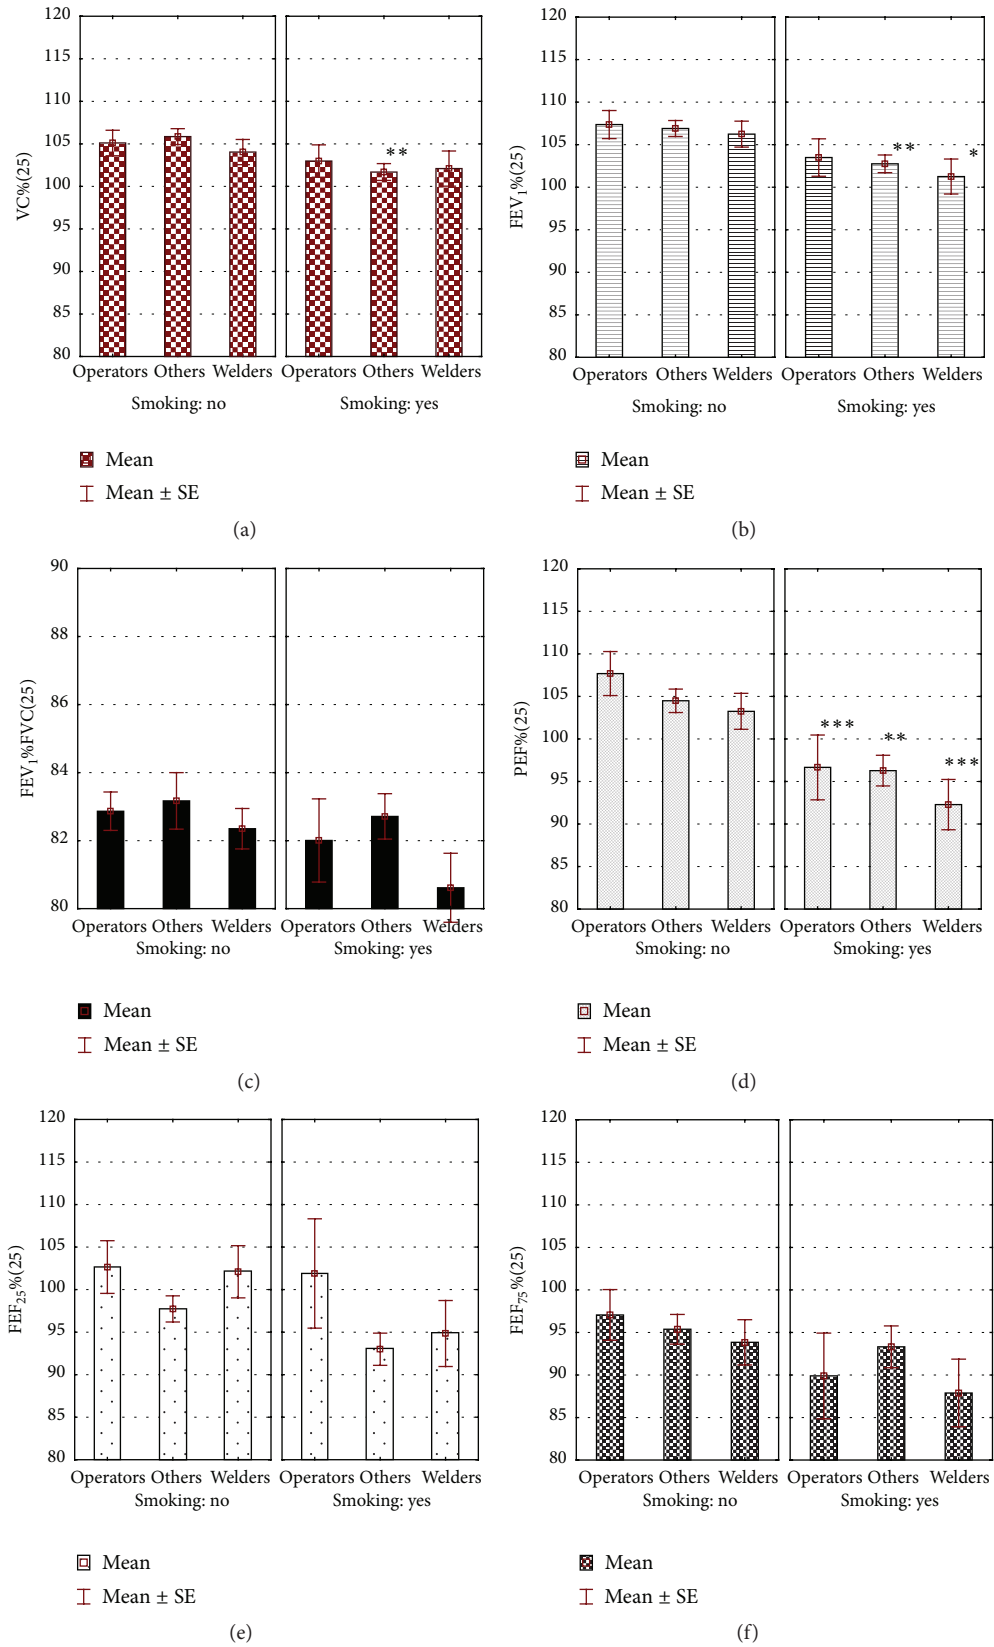 120
115
110
105
100
95
90
85
80
VC%(25)
**
Operators Others Welders
Operators Others Welders
Smoking: no
Smoking: yes
Mean
Mean ± SE
(a)
120
115
110
105
100
95
90
85
80
FEV₁%(25)
**
*
Operators Others Welders
Operators Others Welders
Smoking: no
Smoking: yes
Mean
Mean ± SE
(b)
90
88
86
84
82
80
FEV₁%FVC(25)
Operators Others Welders
Operators Others Welders
Smoking: no
Smoking: yes
Mean
Mean ± SE
(c)
120
115
110
105
100
95
90
85
80
PEF%(25)
***
**
***
Operators Others Welders
Operators Others Welders
Smoking: no
Smoking: yes
Mean
Mean ± SE
(d)
120
115
110
105
100
95
90
85
80
FEF₂₅%(25)
Operators Others Welders
Operators Others Welders
Smoking: no
Smoking: yes
Mean
Mean ± SE
(e)
120
115
110
105
100
95
90
85
80
FEF₇₅%(25)
Operators Others Welders
Operators Others Welders
Smoking: no
Smoking: yes
Mean
Mean ± SE
(f)